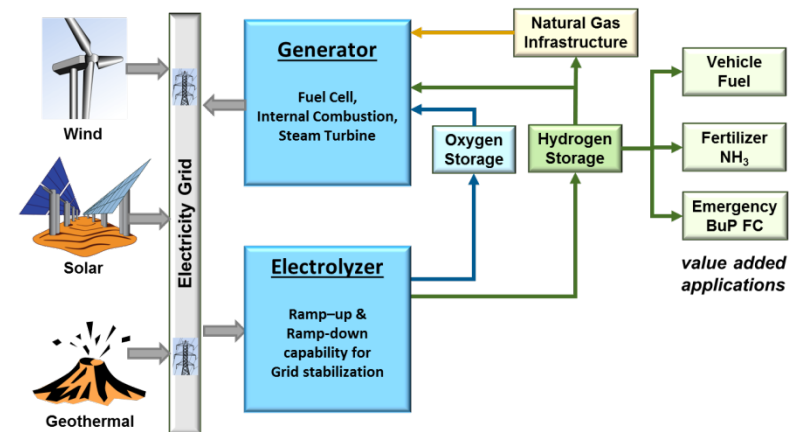 Wind
Solar
Geothermal
Electricity Grid
Generator
Fuel Cell,
Internal Combustion,
Steam Turbine
Electrolyzer
Ramp–up &
Ramp-down
capability for
Grid stabilization
Natural Gas
Infrastructure
Oxygen
Storage
Hydrogen
Storage
Vehicle
Fuel
Fertilizer
NH₃
Emergency
BuP FC
value added
applications